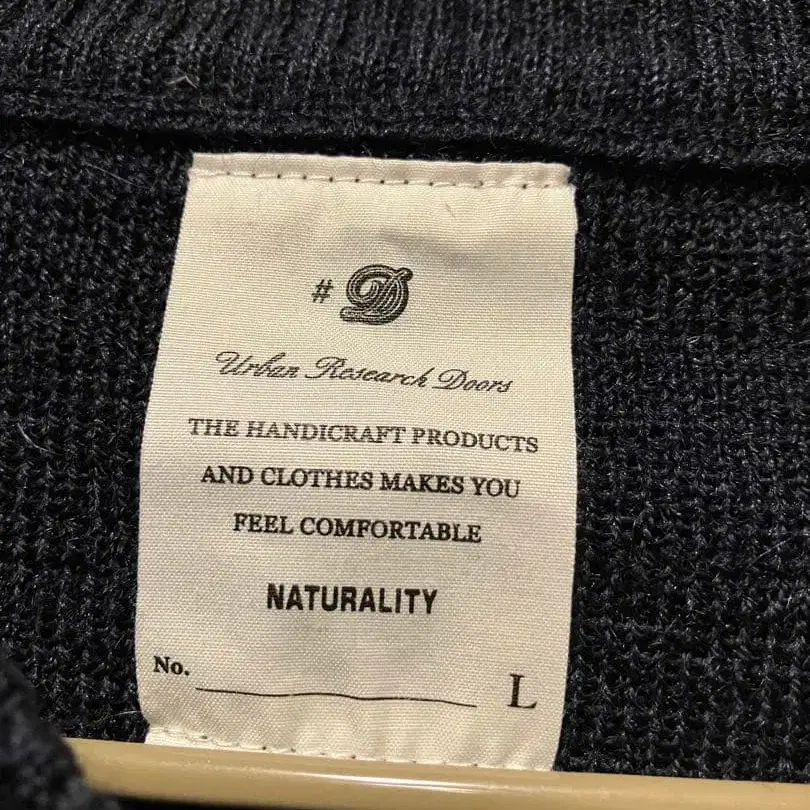 # D
Urban Research Doors
THE HANDICRAFT PRODUCTS
AND CLOTHES MAKES YOU
FEEL COMFORTABLE
NATURALITY
No. L